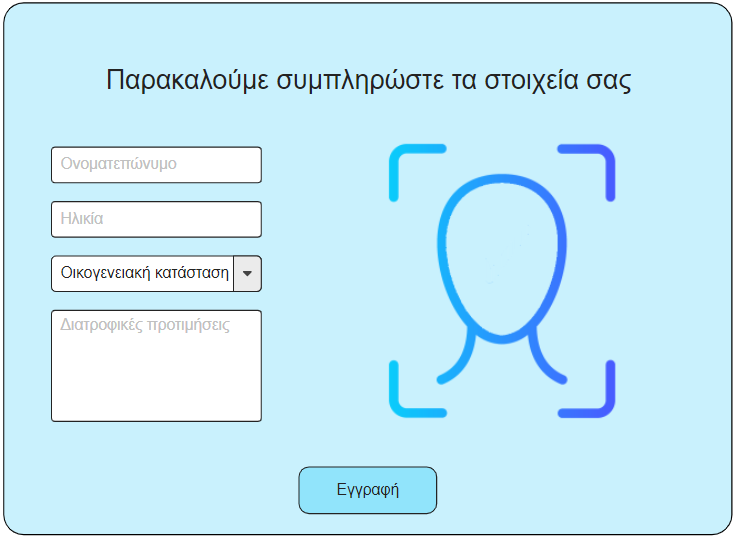 Παρακαλούμε συμπληρώστε τα στοιχεία σας
Ονοματεπώνυμο
Ηλικία
Οικογενειακή κατάσταση
Διατροφικές προτιμήσεις
Εγγραφή